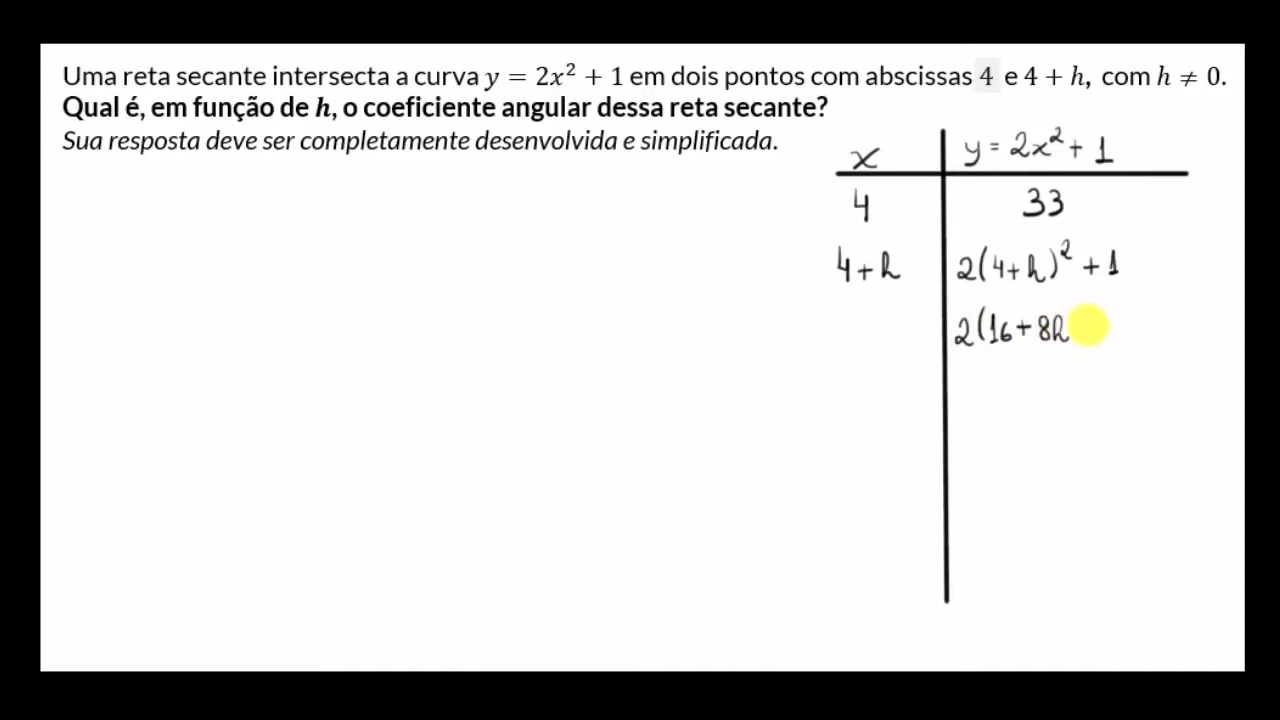 Uma reta secante intersecta a curva y = 2x² + 1 em dois pontos com abscissas 4 e 4 + h, com h ≠ 0.
Qual é, em função de h, o coeficiente angular dessa reta secante?
Sua resposta deve ser completamente desenvolvida e simplificada.
x y = 2x² + 1
4 33
4+h 2(4+h)² + 1
2(16+8h